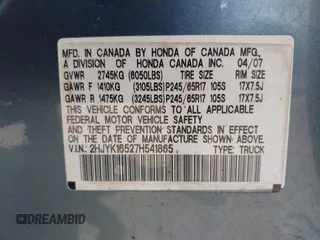 MFD. IN CANADA BY HONDA OF CANADA MFG.,
A DIVISION OF HONDA CANADA INC. 04/07
GVWR 2745KG (6050LBS) TIRE SIZE RIM SIZE
GAWR F 1410KG (3105LBS) P245/65R17 105S 17X7.5J
GAWR R 1475KG (3245LBS) P245/65R17 105S 17X7.5J
THIS VEHICLE CONFORMS TO ALL APPLICABLE
FEDERAL MOTOR VEHICLE SAFETY
STANDARDS IN EFFECT ON THE DATE OF
MANUFACTURE SHOWN ABOVE.
V.I.N.: 2HJYK16527H541865 TYPE: TRUCK
DREAMBID